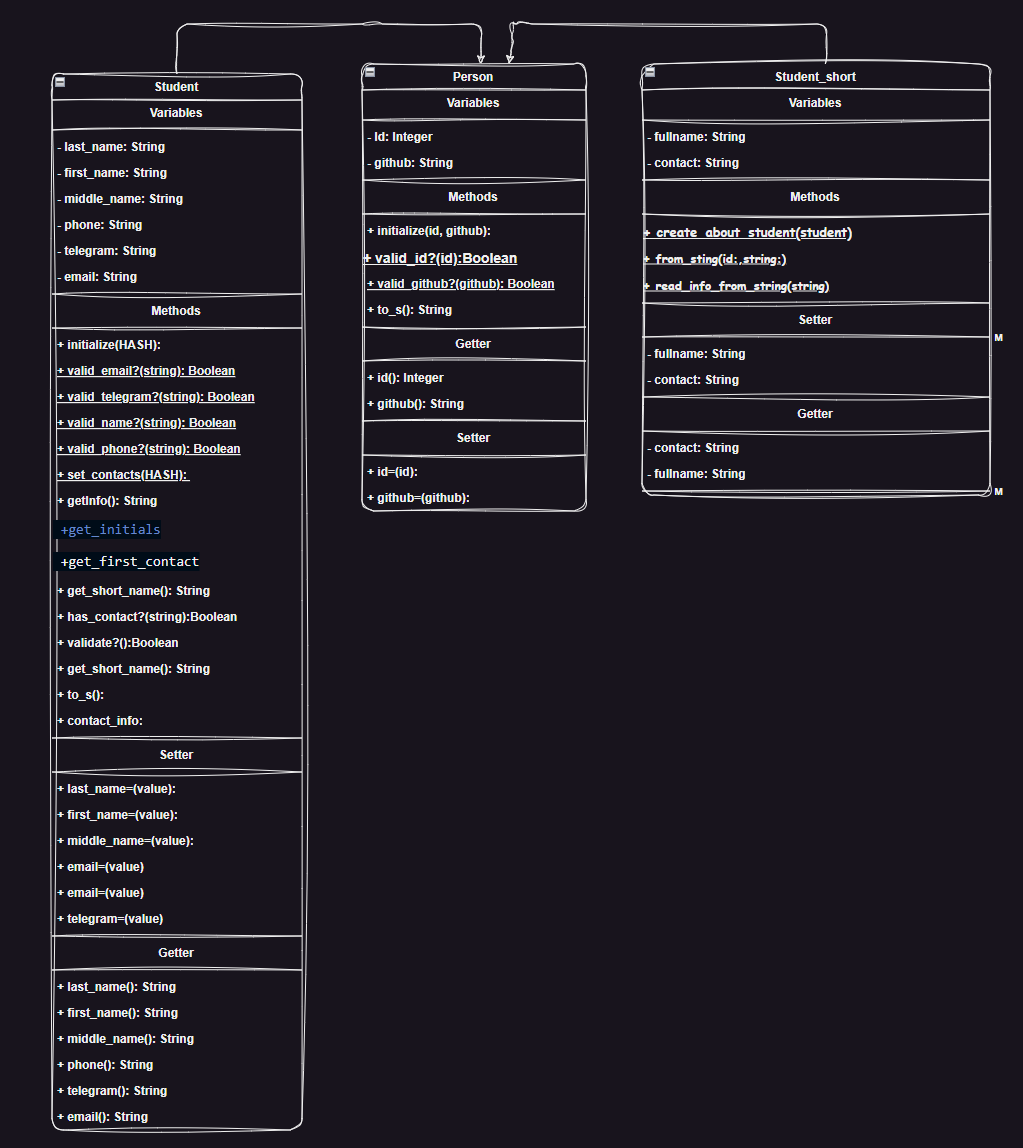 Student
Variables
- last_name: String
- first_name: String
- middle_name: String
- phone: String
- telegram: String
- email: String
Methods
+ initialize(HASH):
+ valid_email?(string): Boolean
+ valid_telegram?(string): Boolean
+ valid_name?(string): Boolean
+ valid_phone?(string): Boolean
+ set_contacts(HASH):
+ getInfo(): String
+get_initials
+get_first_contact
+ get_short_name(): String
+ has_contact?(string):Boolean
+ validate?():Boolean
+ get_short_name(): String
+ to_s():
+ contact_info:
Setter
+ last_name=(value):
+ first_name=(value):
+ middle_name=(value):
+ email=(value)
+ email=(value)
+ telegram=(value)
Getter
+ last_name(): String
+ first_name(): String
+ middle_name(): String
+ phone(): String
+ telegram(): String
+ email(): String
Person
Variables
- Id: Integer
- github: String
Methods
+ initialize(id, github):
+ valid_id?(id):Boolean
+ valid_github?(github): Boolean
+ to_s(): String
Getter
+ id(): Integer
+ github(): String
Setter
+ id=(id):
+ github=(github):
Student_short
Variables
- fullname: String
- contact: String
Methods
+ create_about_student(student)
+ from_sting(id:,string:)
+ read_info_from_string(string)
Setter
M
- fullname: String
- contact: String
Getter
- contact: String
- fullname: String
M